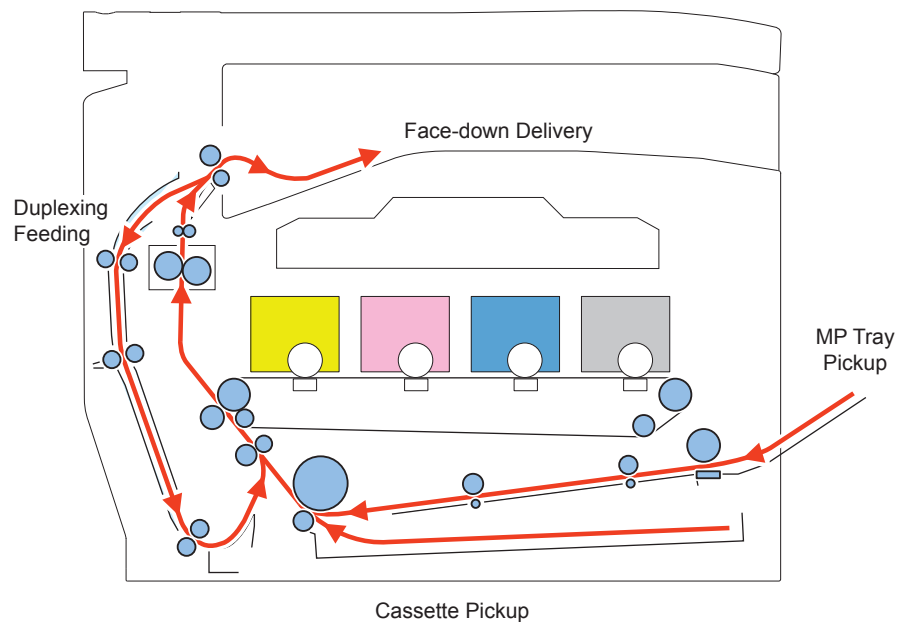 Face-down Delivery
Duplexing
Feeding
MP Tray
Pickup
Cassette Pickup